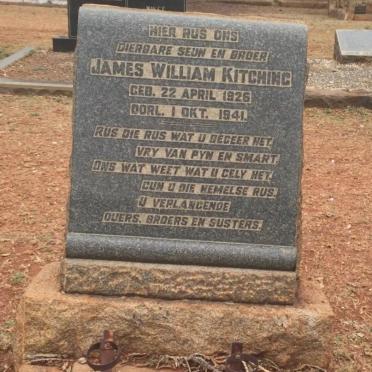 HIER RUS ONS
DIERBARE SEUN EN BROER
JAMES WILLIAM KITCHING
GEB. 22 APRIL 1926
OORL. 1 OKT. 1941.
RUS DIE RUS WAT U BEGEER HET,
VRY VAN PYN EN SMART.
ONS WAT WEET WAT U GELY HET,
GUN U DIE HEMELSE RUS.
U VERLANGENDE
OUERS, BROERS EN SUSTERS.